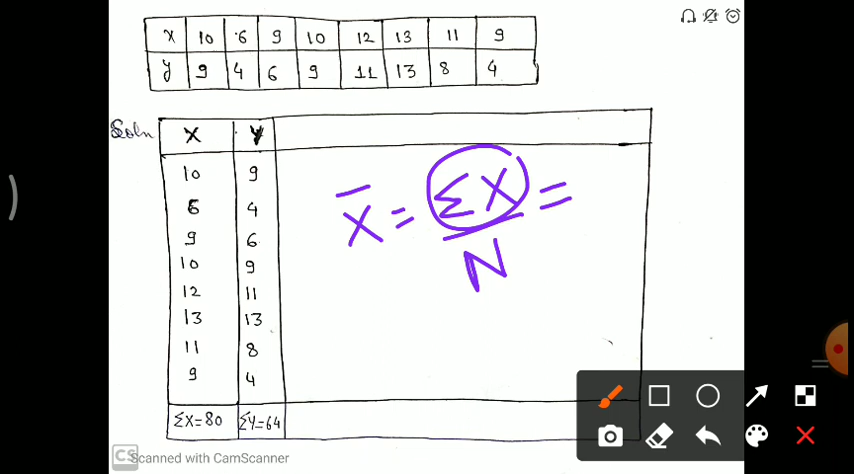 X 10 6 9 10 12 13 11 9
Y 9 4 6 9 11 13 8 4
Soln X Y
10 9
6 4
9 6
10 9
12 11
13 13
11 8
9 4
ΣX=80 ΣY=64
X̄ = ΣX/N =
CS Scanned with CamScanner